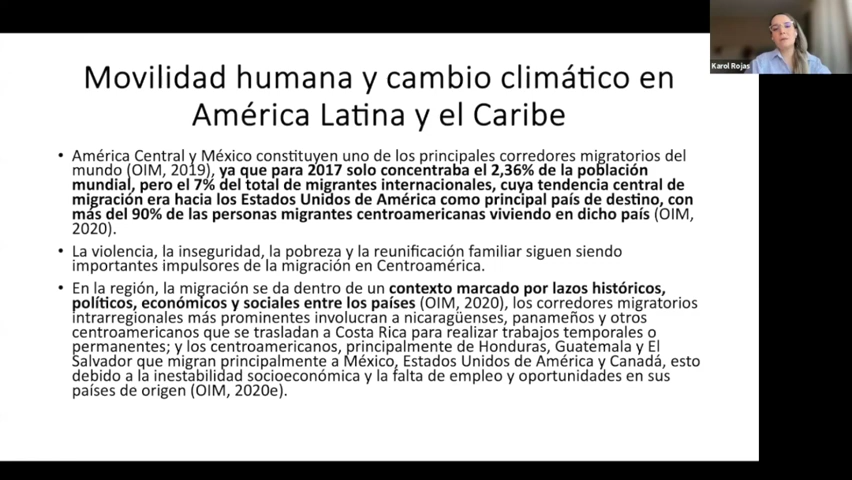 Karol Rojas
Movilidad humana y cambio climático en
América Latina y el Caribe
• América Central y México constituyen uno de los principales corredores migratorios del
mundo (OIM, 2019), ya que para 2017 solo concentraba el 2,36% de la población
mundial, pero el 7% del total de migrantes internacionales, cuya tendencia central de
migración era hacia los Estados Unidos de América como principal país de destino, con
más del 90% de las personas migrantes centroamericanas viviendo en dicho país (OIM,
2020).
• La violencia, la inseguridad, la pobreza y la reunificación familiar siguen siendo
importantes impulsores de la migración en Centroamérica.
• En la región, la migración se da dentro de un contexto marcado por lazos históricos,
políticos, económicos y sociales entre los países (OIM, 2020), los corredores migratorios
intrarregionales más prominentes involucran a nicaragüenses, panameños y otros
centroamericanos que se trasladan a Costa Rica para realizar trabajos temporales o
permanentes; y los centroamericanos, principalmente de Honduras, Guatemala y El
Salvador que migran principalmente a México, Estados Unidos de América y Canadá, esto
debido a la inestabilidad socioeconómica y la falta de empleo y oportunidades en sus
países de origen (OIM, 2020e).